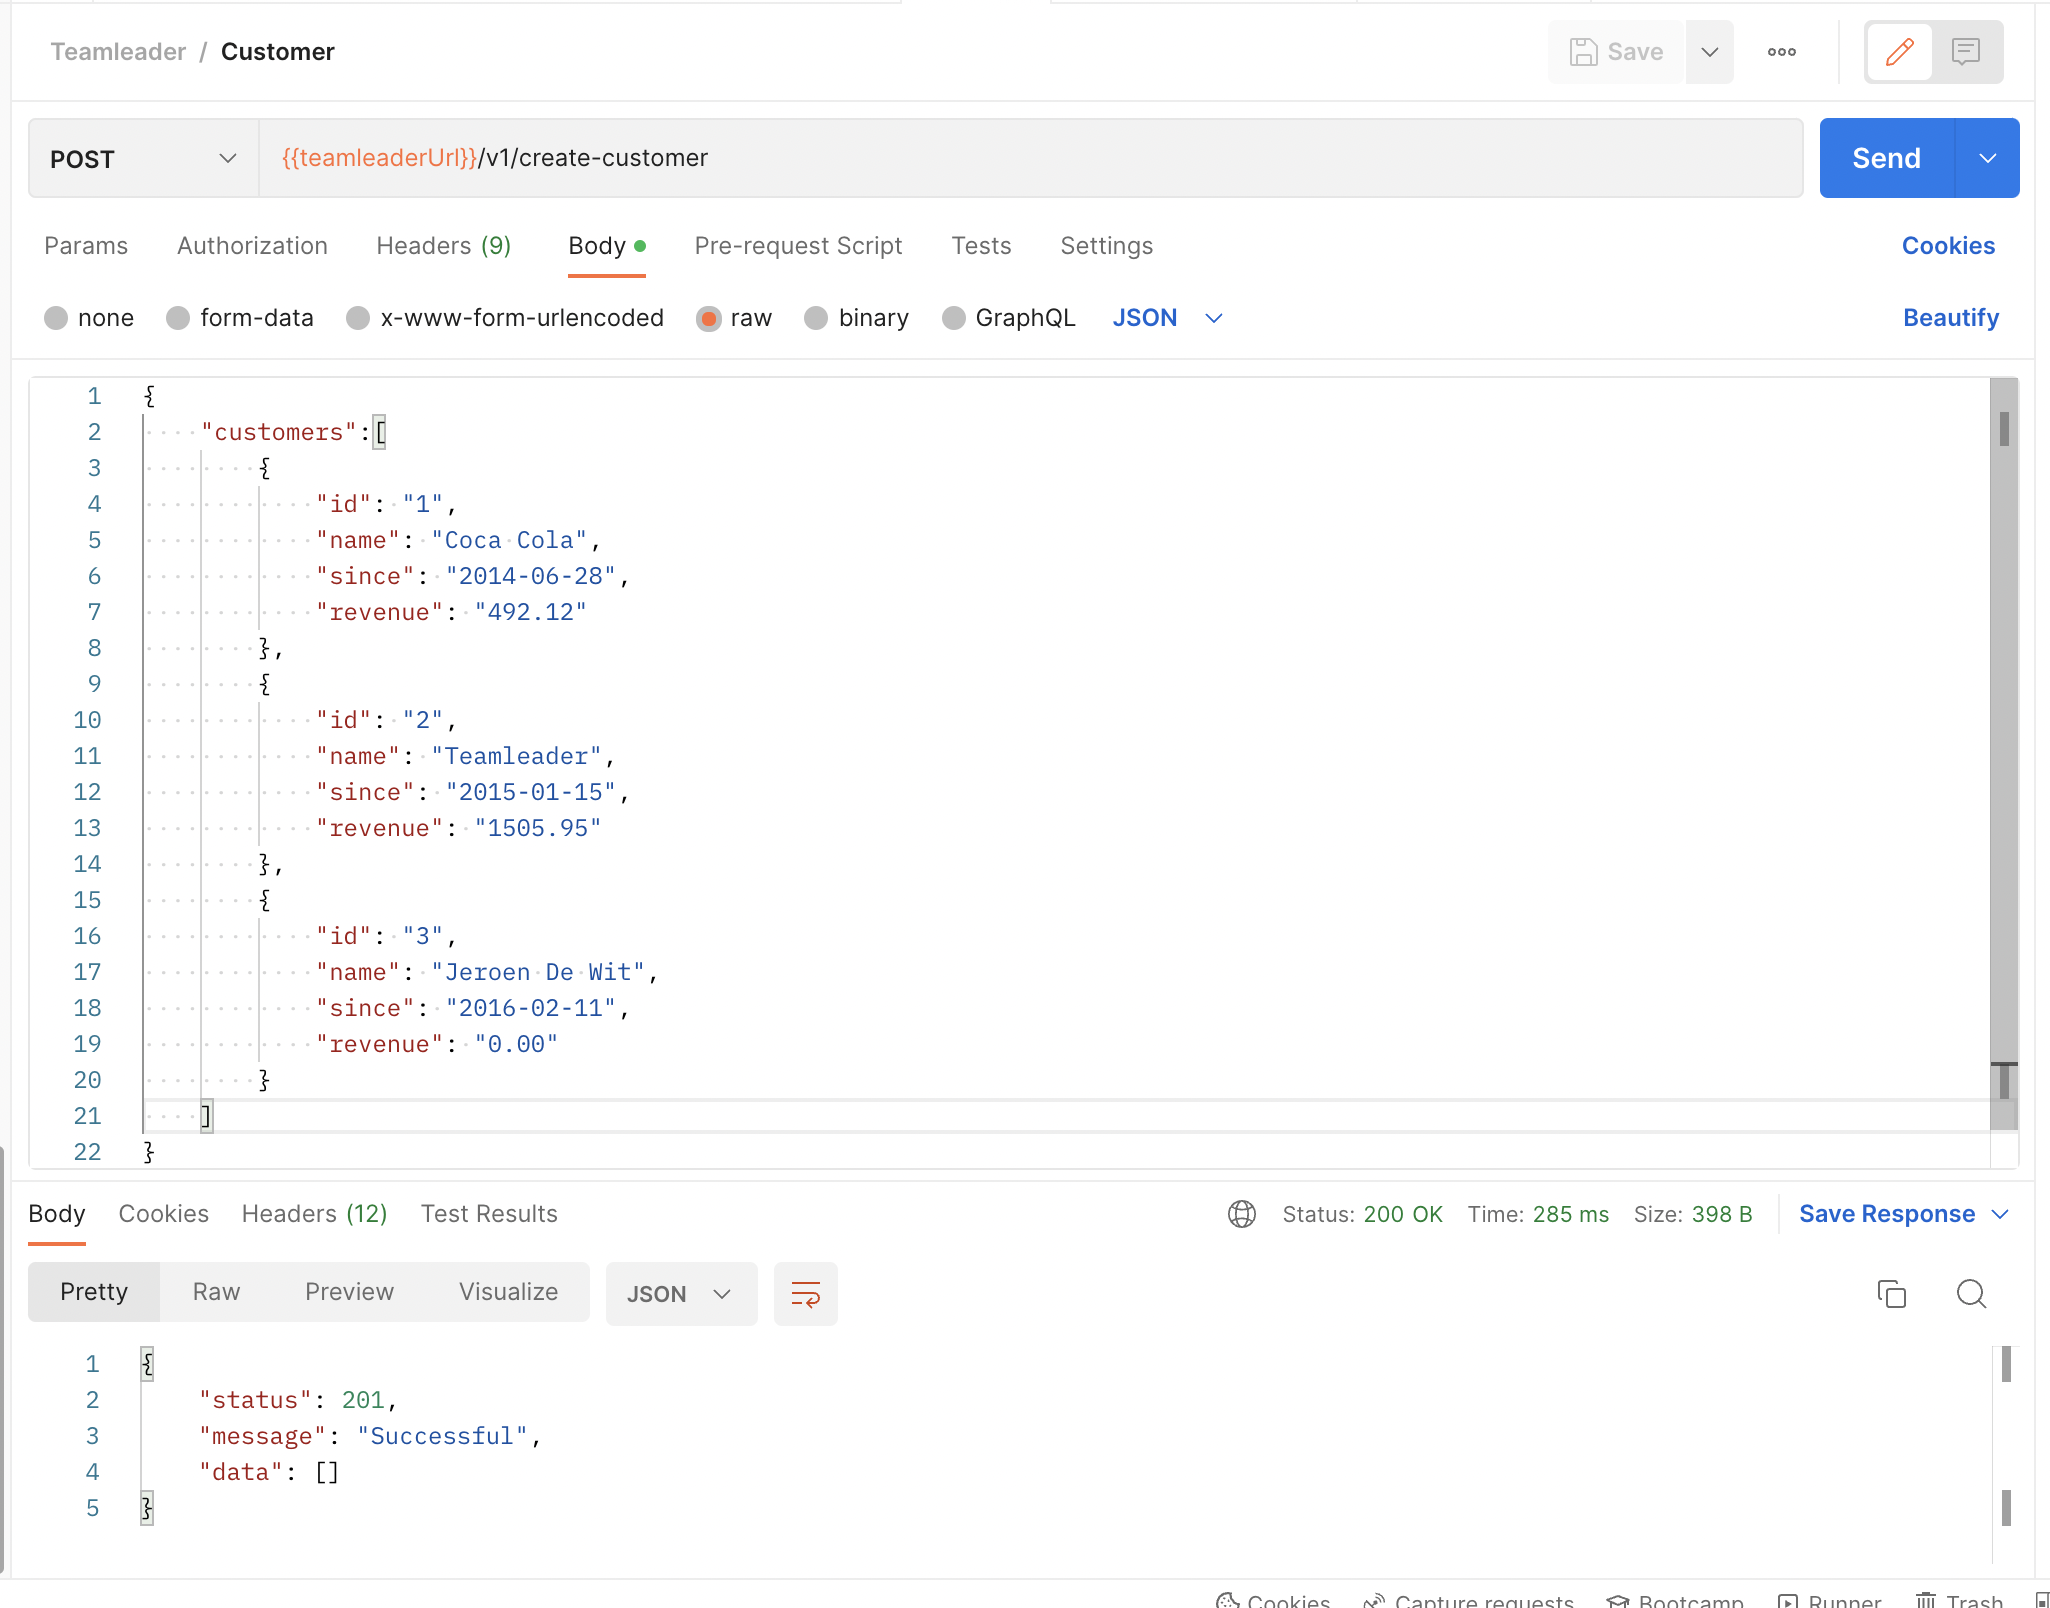 Teamleader / Customer
Save
POST {{teamleaderUrl}}/v1/create-customer Send
Params Authorization Headers (9) Body Pre-request Script Tests Settings Cookies
none form-data x-www-form-urlencoded raw binary GraphQL JSON Beautify
1 {
2 "customers":[
3 {
4 "id": "1",
5 "name": "Coca Cola",
6 "since": "2014-06-28",
7 "revenue": "492.12"
8 },
9 {
10 "id": "2",
11 "name": "Teamleader",
12 "since": "2015-01-15",
13 "revenue": "1505.95"
14 },
15 {
16 "id": "3",
17 "name": "Jeroen De Wit",
18 "since": "2016-02-11",
19 "revenue": "0.00"
20 }
21 ]
22 }
Body Cookies Headers (12) Test Results Status: 200 OK Time: 285 ms Size: 398 B Save Response
Pretty Raw Preview Visualize JSON
1 {
2 "status": 201,
3 "message": "Successful",
4 "data": []
5 }
Cookies Capture requests Bootcamp Runner Trash